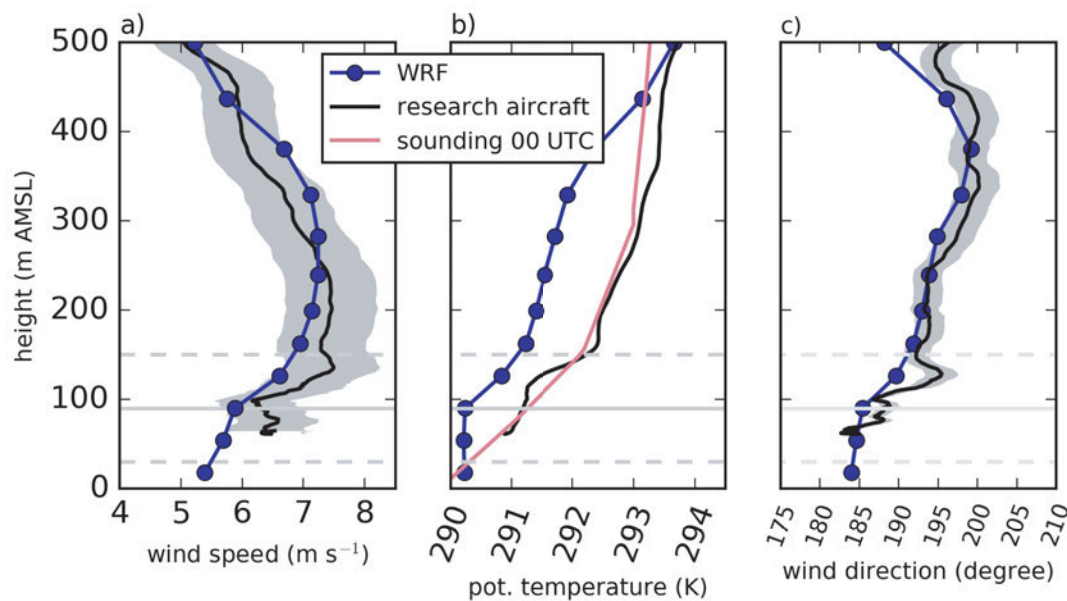 a) b) c)
500
400
300
200
100
0
height (m AMSL)
WRF
research aircraft
sounding 00 UTC
4 5 6 7 8
290 291 292 293 294
175 180 185 190 195 200 205 210
wind speed (m s⁻¹)
pot. temperature (K)
wind direction (degree)